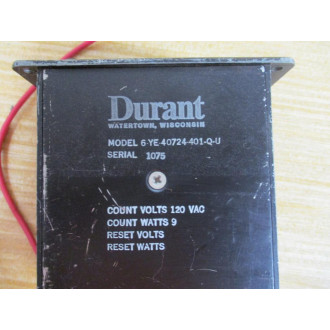 Durant
WATERTOWN, WISCONSIN
MODEL 6-YE-40724-401-Q-U
SERIAL 1075
COUNT VOLTS 120 VAC
COUNT WATTS 9
RESET VOLTS
RESET WATTS